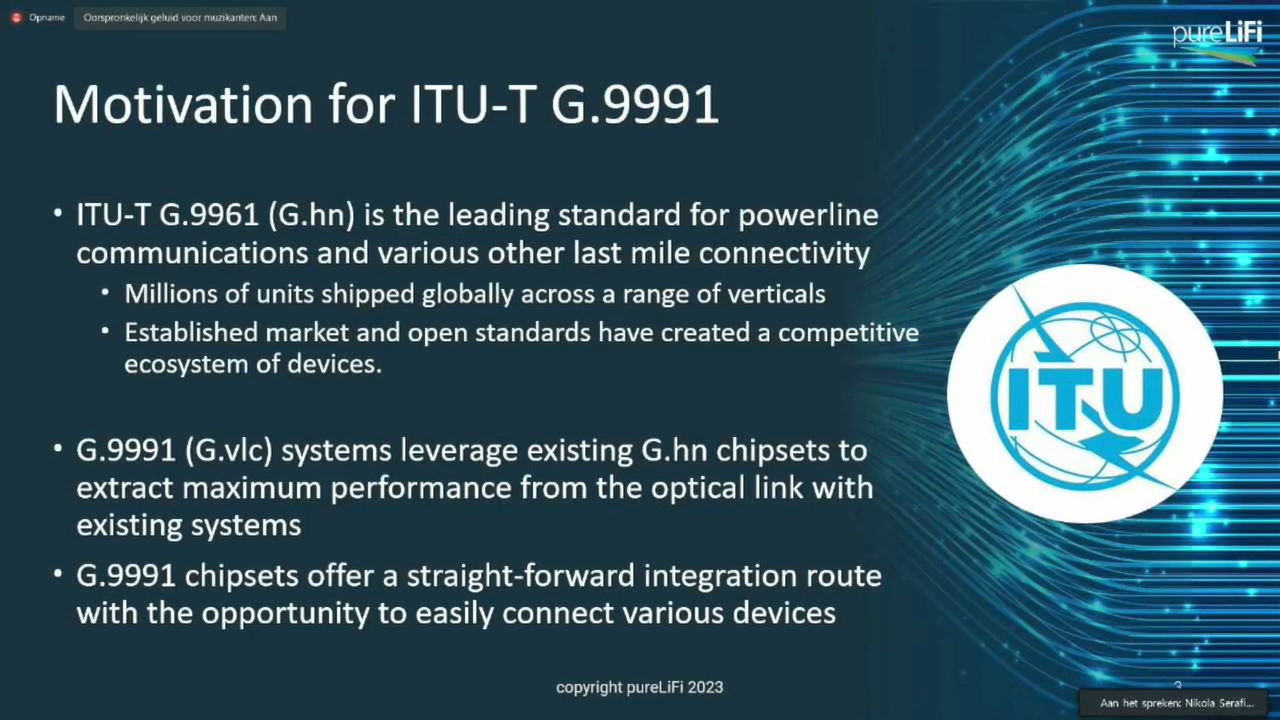 Opname
Oorspronkelijk geluid voor muzikanten: Aan
pureLiFi
Motivation for ITU-T G.9991
• ITU-T G.9961 (G.hn) is the leading standard for powerline
communications and various other last mile connectivity
• Millions of units shipped globally across a range of verticals
• Established market and open standards have created a competitive
ecosystem of devices.
ITU
• G.9991 (G.vlc) systems leverage existing G.hn chipsets to
extract maximum performance from the optical link with
existing systems
• G.9991 chipsets offer a straight-forward integration route
with the opportunity to easily connect various devices
copyright pureLiFi 2023
3
Aan het spreken: Nikola Serafi...